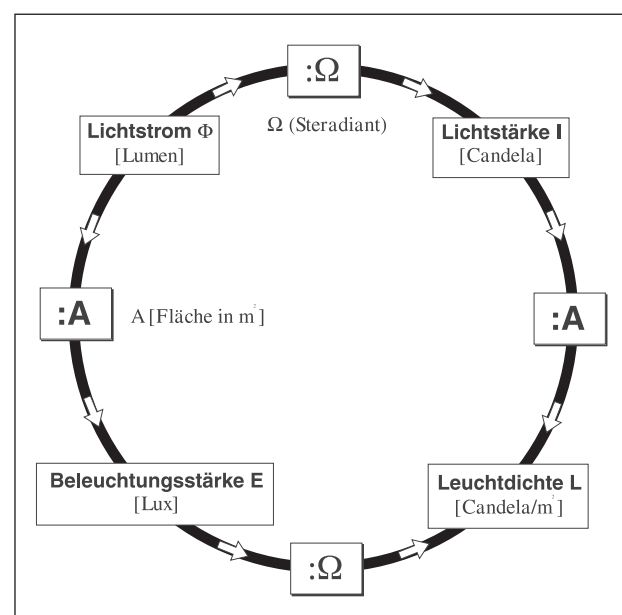 :Ω
Lichtstrom Φ
[Lumen]
Ω (Steradiant)
Lichtstärke I
[Candela]
:A
A [Fläche in m²]
:A
Beleuchtungsstärke E
[Lux]
Leuchtdichte L
[Candela/m²]
:Ω